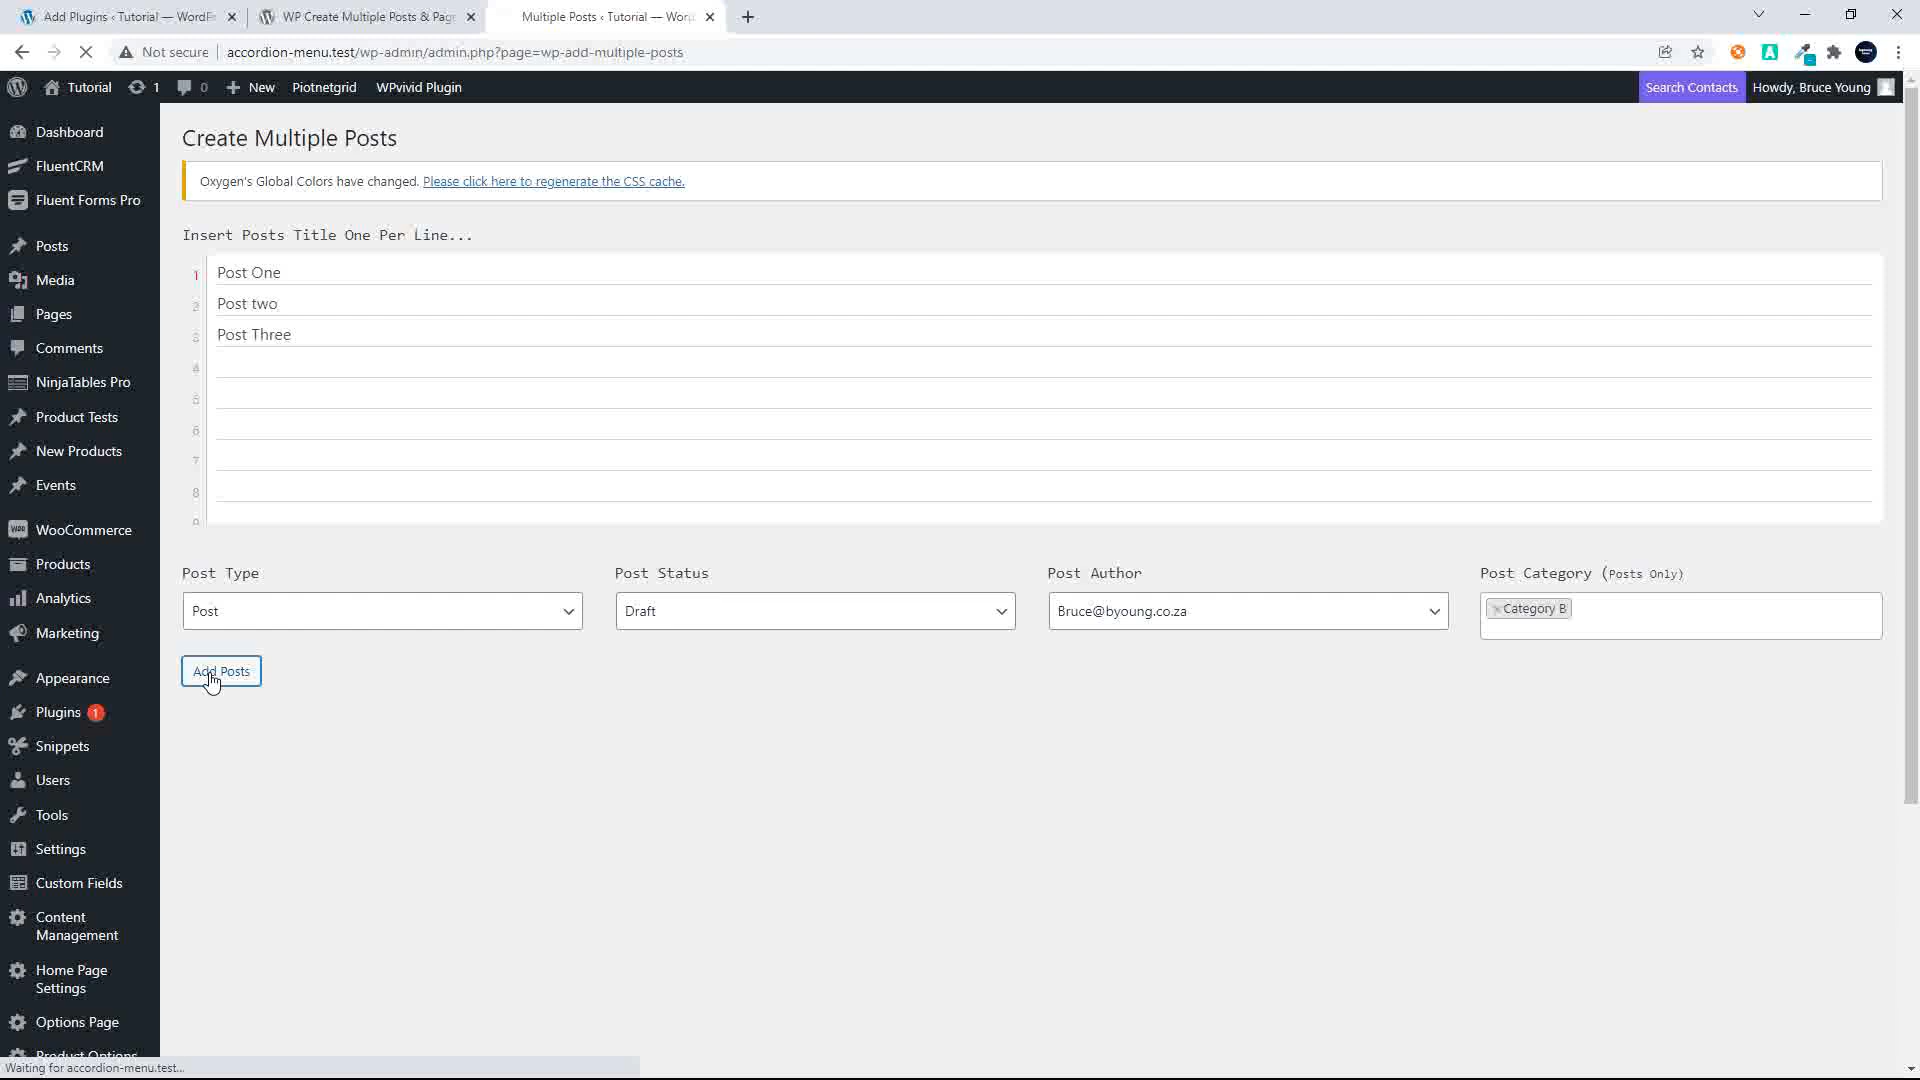 Add Plugins ‹ Tutorial — WordPr
WP Create Multiple Posts & Page
Multiple Posts ‹ Tutorial — Word
Not secure
accordion-menu.test/wp-admin/admin.php?page=wp-add-multiple-posts
Tutorial
1
0
New
Piotnetgrid
WPvivid Plugin
Search Contacts
Howdy, Bruce Young
Dashboard
FluentCRM
Fluent Forms Pro
Posts
Media
Pages
Comments
NinjaTables Pro
Product Tests
New Products
Events
WooCommerce
Products
Analytics
Marketing
Appearance
Plugins 1
Snippets
Users
Tools
Settings
Custom Fields
Content
Management
Home Page
Settings
Options Page
Product Options
Create Multiple Posts
Oxygen's Global Colors have changed. Please click here to regenerate the CSS cache.
Insert Posts Title One Per Line...
1 Post One
2 Post two
3 Post Three
4
5
6
7
8
9
Post Type
Post Status
Post Author
Post Category (Posts Only)
Post
Draft
Bruce@byoung.co.za
×Category B
Add Posts
Waiting for accordion-menu.test...